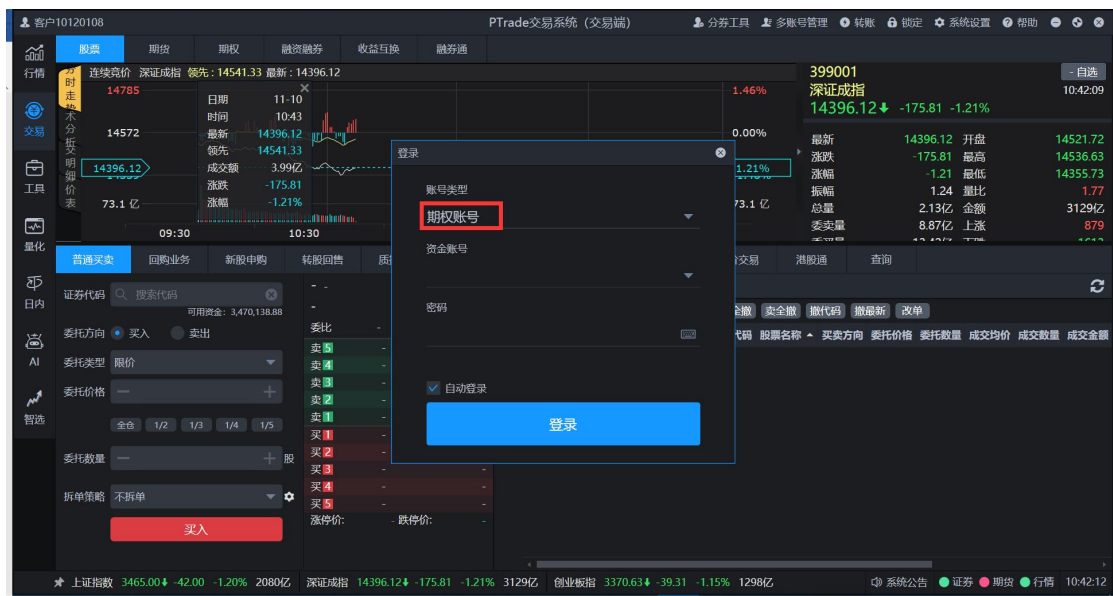 客户10120108 PTrade交易系统（交易端） 分券工具 多账号管理 转账 锁定 系统设置 帮助
股票 期货 期权 融资融券 收益互换 融券通
行情
交易
工具
量化
日内
AI
智选
分时走势
连续竞价 深证成指 领先：14541.33 最新：14396.12
14785 1.46%
14572 0.00%
14396.12 1.21%
73.1 亿 73.1 亿
09:30 10:30
日期 11-10
时间 10:43
最新 14396.12
领先 14541.33
成交额 3.99亿
涨跌 -175.81
涨幅 -1.21%
399001 - 自选
深证成指 10:42:09
14396.12 -175.81 -1.21%
最新 14396.12 开盘 14521.72
涨跌 -175.81 最高 14536.63
涨幅 -1.21 最低 14355.73
振幅 1.24 量比 1.77
总量 2.13亿 金额 3129亿
委卖量 8.87亿 上涨 879
普通买卖 回购业务 新股申购 转股回售 交易 港股通 查询
证券代码 搜索代码
可用资金：3,470,138.88
委托方向 买入 卖出
委托类型 限价
委托价格
全仓 1/2 1/3 1/4 1/5
委托数量 股
拆单策略 不拆单
买入
- -
-
委比 -
卖5 -
卖4 -
卖3 -
卖2 -
卖1 -
买1 -
买2 -
买3 - -
买4 - -
买5 - -
涨停价: - 跌停价: -
登录
账号类型
期权账号
资金账号
密码
自动登录
登录
全撤 卖全撤 撤代码 撤最新 改单
代码 股票名称 买卖方向 委托价格 委托数量 成交均价 成交数量 成交金额
上证指数 3465.00 -42.00 -1.20% 2080亿 深证成指 14396.12 -175.81 -1.21% 3129亿 创业板指 3370.63 -39.31 -1.15% 1298亿 系统公告 证券 期货 行情 10:42:12